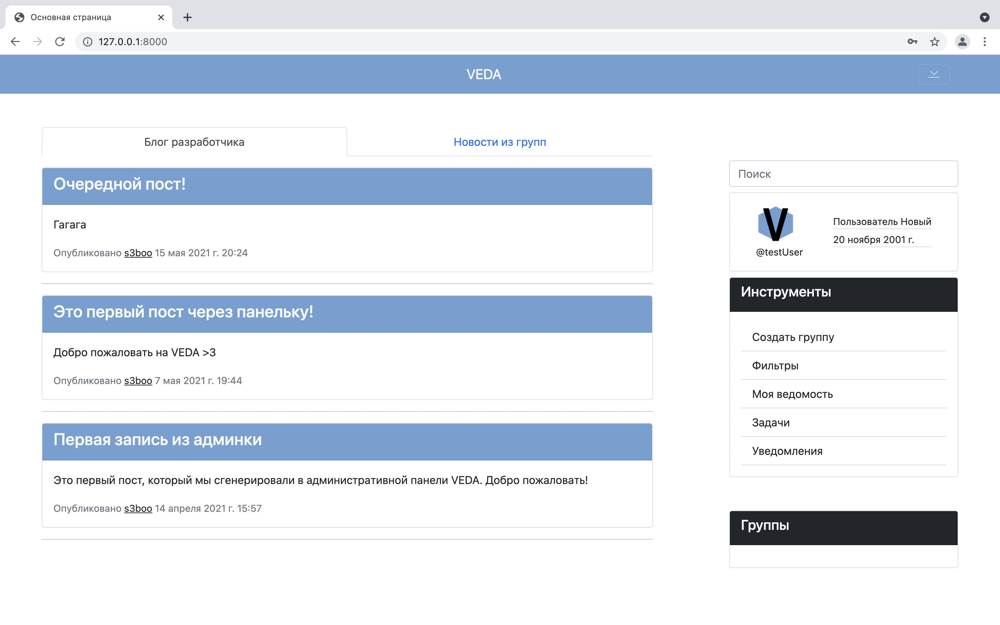 Основная страница
127.0.0.1:8000
VEDA
Блог разработчика
Новости из групп
Очередной пост!
Гагага
Опубликовано s3boo 15 мая 2021 г. 20:24
Это первый пост через панельку!
Добро пожаловать на VEDA >3
Опубликовано s3boo 7 мая 2021 г. 19:44
Первая запись из админки
Это первый пост, который мы сгенерировали в административной панели VEDA. Добро пожаловать!
Опубликовано s3boo 14 апреля 2021 г. 15:57
Поиск
V
@testUser
Пользователь Новый
20 ноября 2001 г.
Инструменты
Создать группу
Фильтры
Моя ведомость
Задачи
Уведомления
Группы